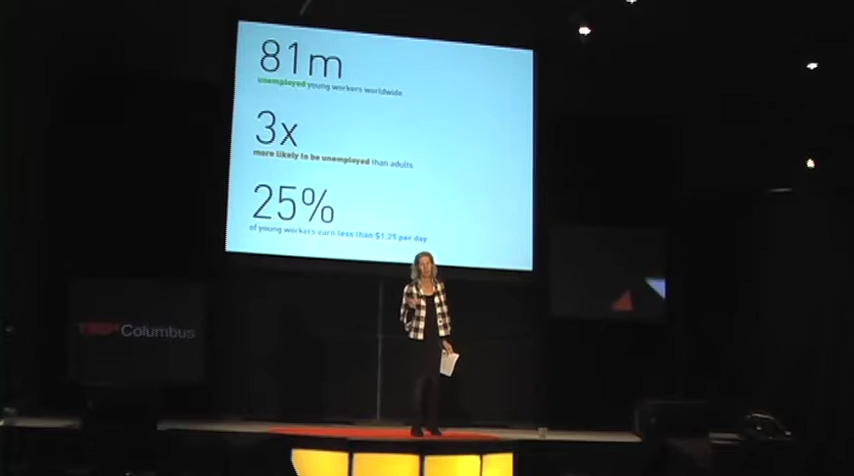 81m
unemployed young workers worldwide
3x
more likely to be unemployed than adults
25%
of young workers earn less than $1.25 per day
TEDxColumbus